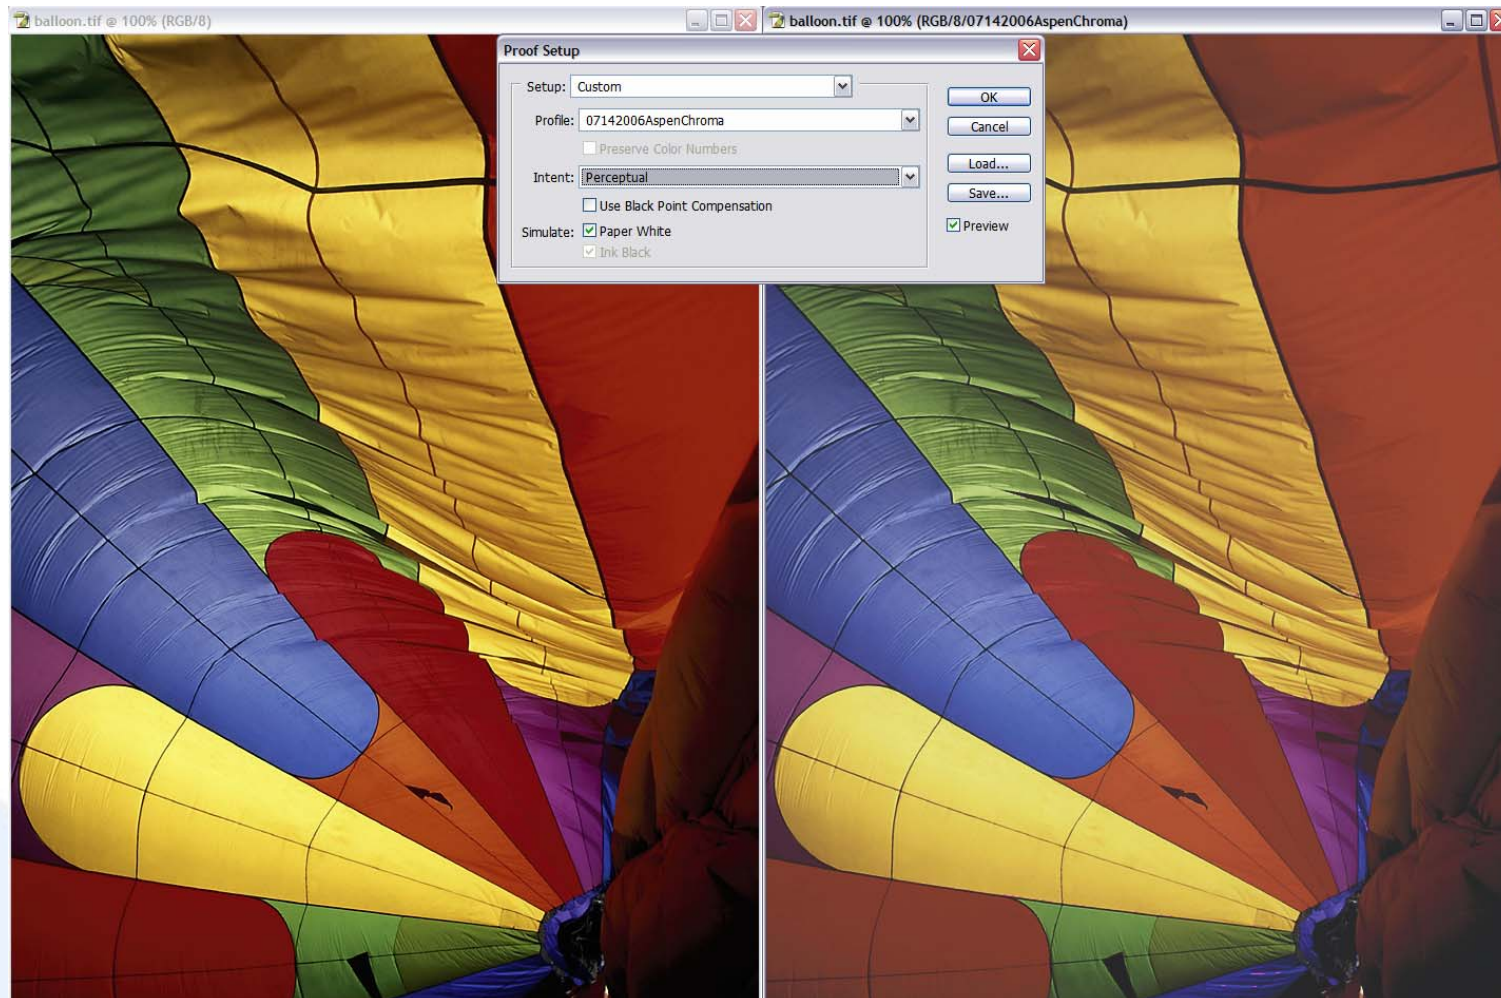 balloon.tif @ 100% (RGB/8)
balloon.tif @ 100% (RGB/8/07142006AspenChroma)
Proof Setup
Setup: Custom
Profile: 07142006AspenChroma
Preserve Color Numbers
Intent: Perceptual
Use Black Point Compensation
Simulate: Paper White
Ink Black
OK
Cancel
Load...
Save...
Preview